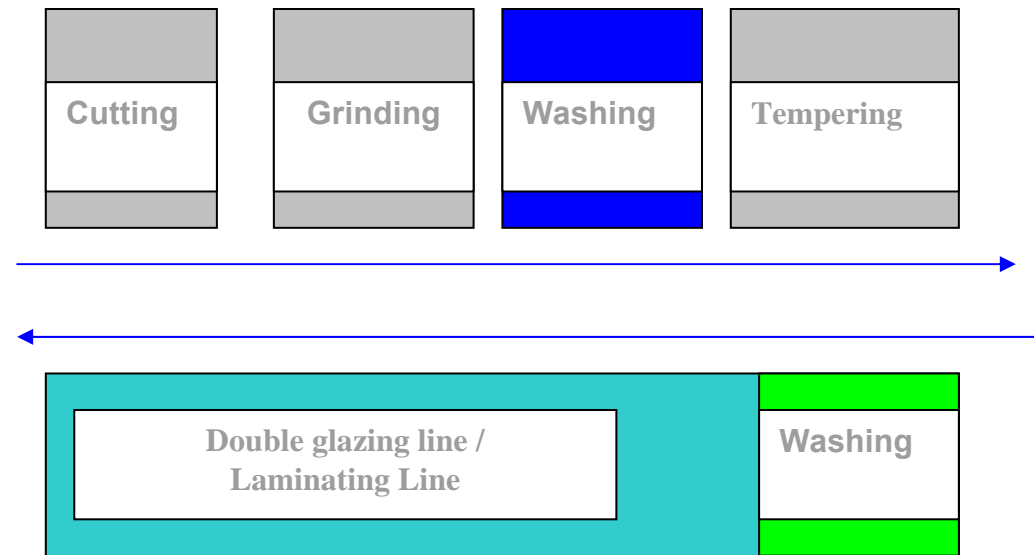 Cutting
Grinding
Washing
Tempering
Double glazing line /
Laminating Line
Washing